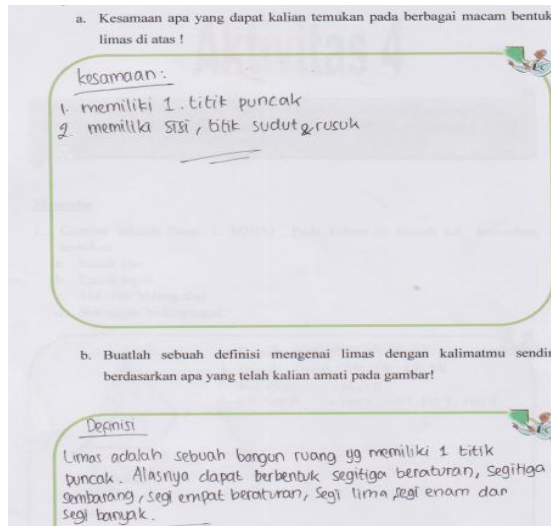 a. Kesamaan apa yang dapat kalian temukan pada berbagai macam bentuk
limas di atas !
kesamaan :
1. memiliki 1. titik puncak
2. memilika sisi, titik sudut & rusuk
b. Buatlah sebuah definisi mengenai limas dengan kalimatmu sendir
berdasarkan apa yang telah kalian amati pada gambar!
Definisi
Limas adalah sebuah bangun ruang yg memiliki 1 titik
puncak. Alasnya dapat berbentuk segitiga beraturan, segitiga
sembarang, segi empat beraturan, segi lima, segi enam dan
segi banyak.